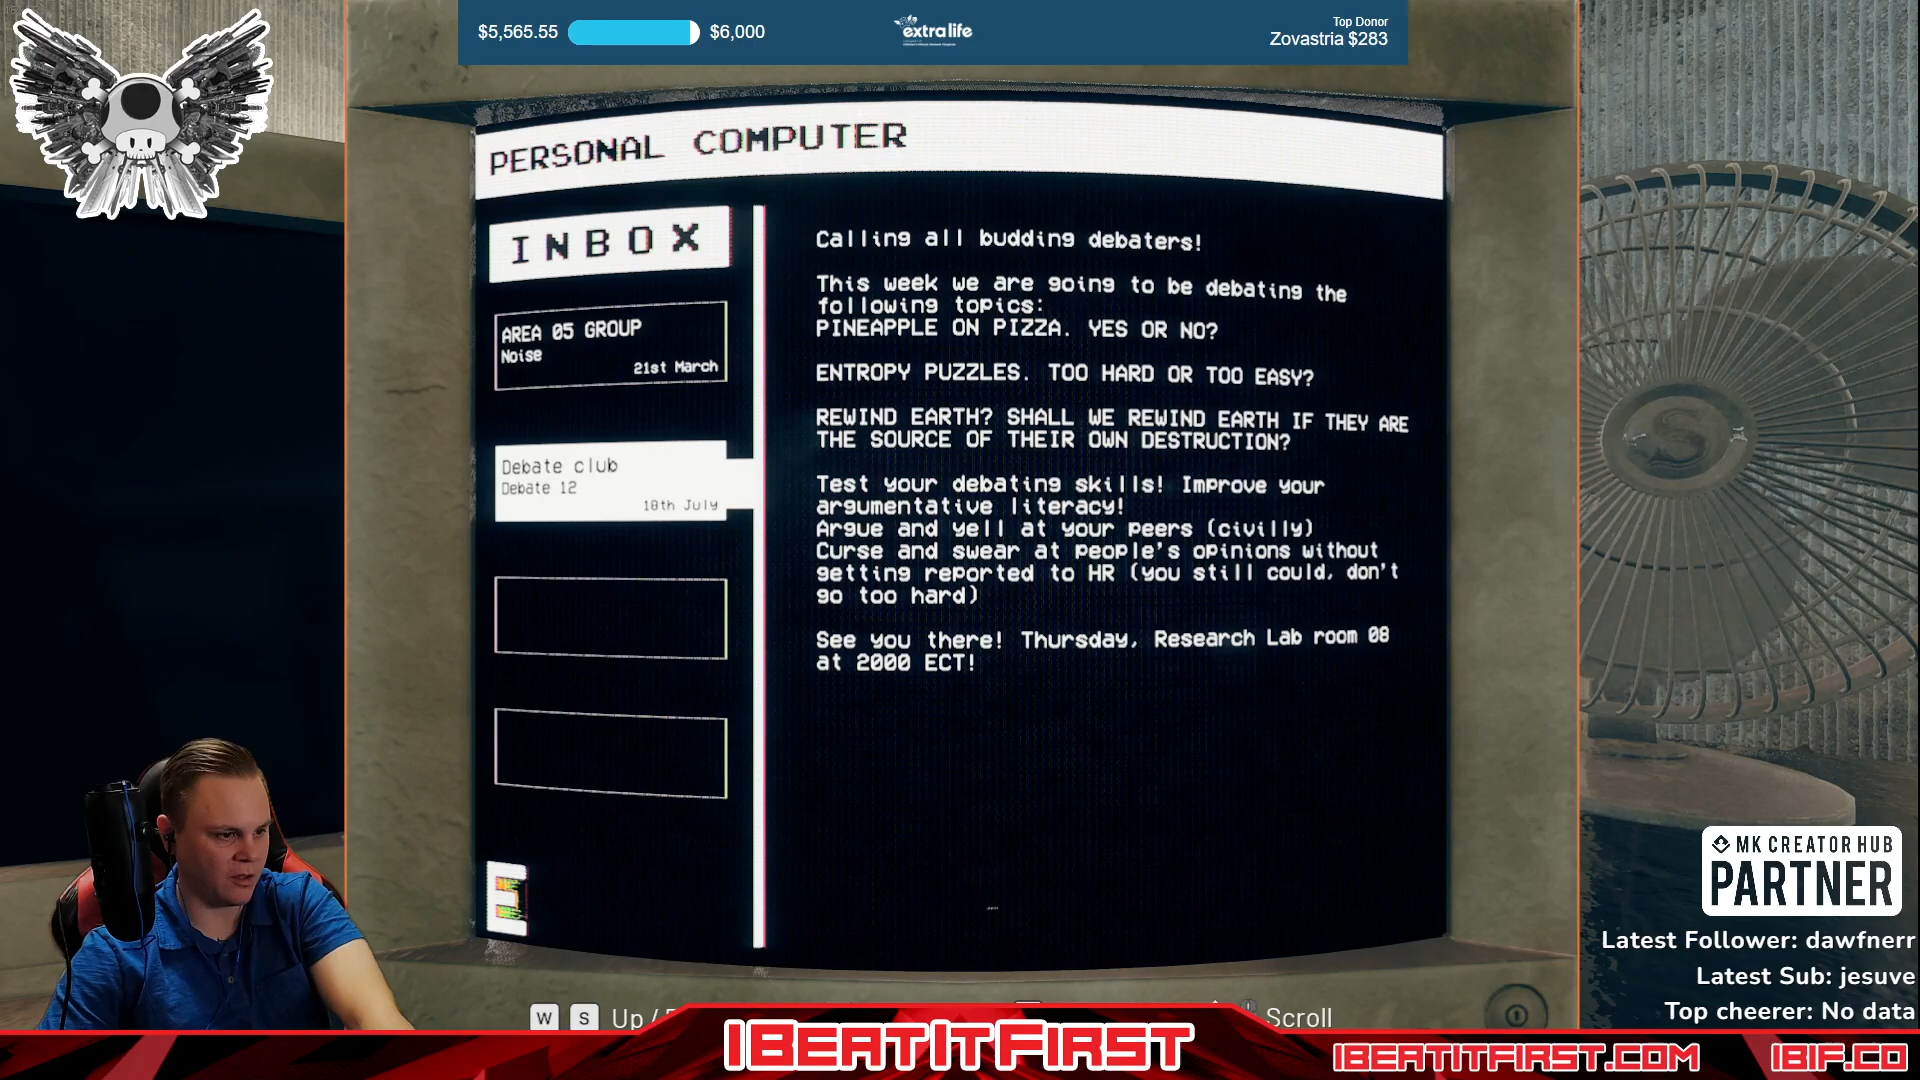 $5,565.55
$6,000
extralife
Top Donor
Zovastria $283
PERSONAL COMPUTER
INBOX
AREA 05 GROUP
Noise
21st March
Debate club
Debate 12
18th July
Calling all budding debaters!
This week we are going to be debating the
following topics:
PINEAPPLE ON PIZZA. YES OR NO?
ENTROPY PUZZLES. TOO HARD OR TOO EASY?
REWIND EARTH? SHALL WE REWIND EARTH IF THEY ARE
THE SOURCE OF THEIR OWN DESTRUCTION?
Test your debating skills! Improve your
argumentative literacy!
Argue and yell at your peers (civilly)
Curse and swear at people's opinions without
getting reported to HR (you still could, don't
go too hard)
See you there! Thursday, Research Lab room 08
at 2000 ECT!
E
S
MK CREATOR HUB
PARTNER
Latest Follower: dawfnerr
Latest Sub: jesuve
Top cheerer: No data
W S Up /
Scroll
IBEATITFIRST
IBEATITFIRST.COM
IBIF.CO